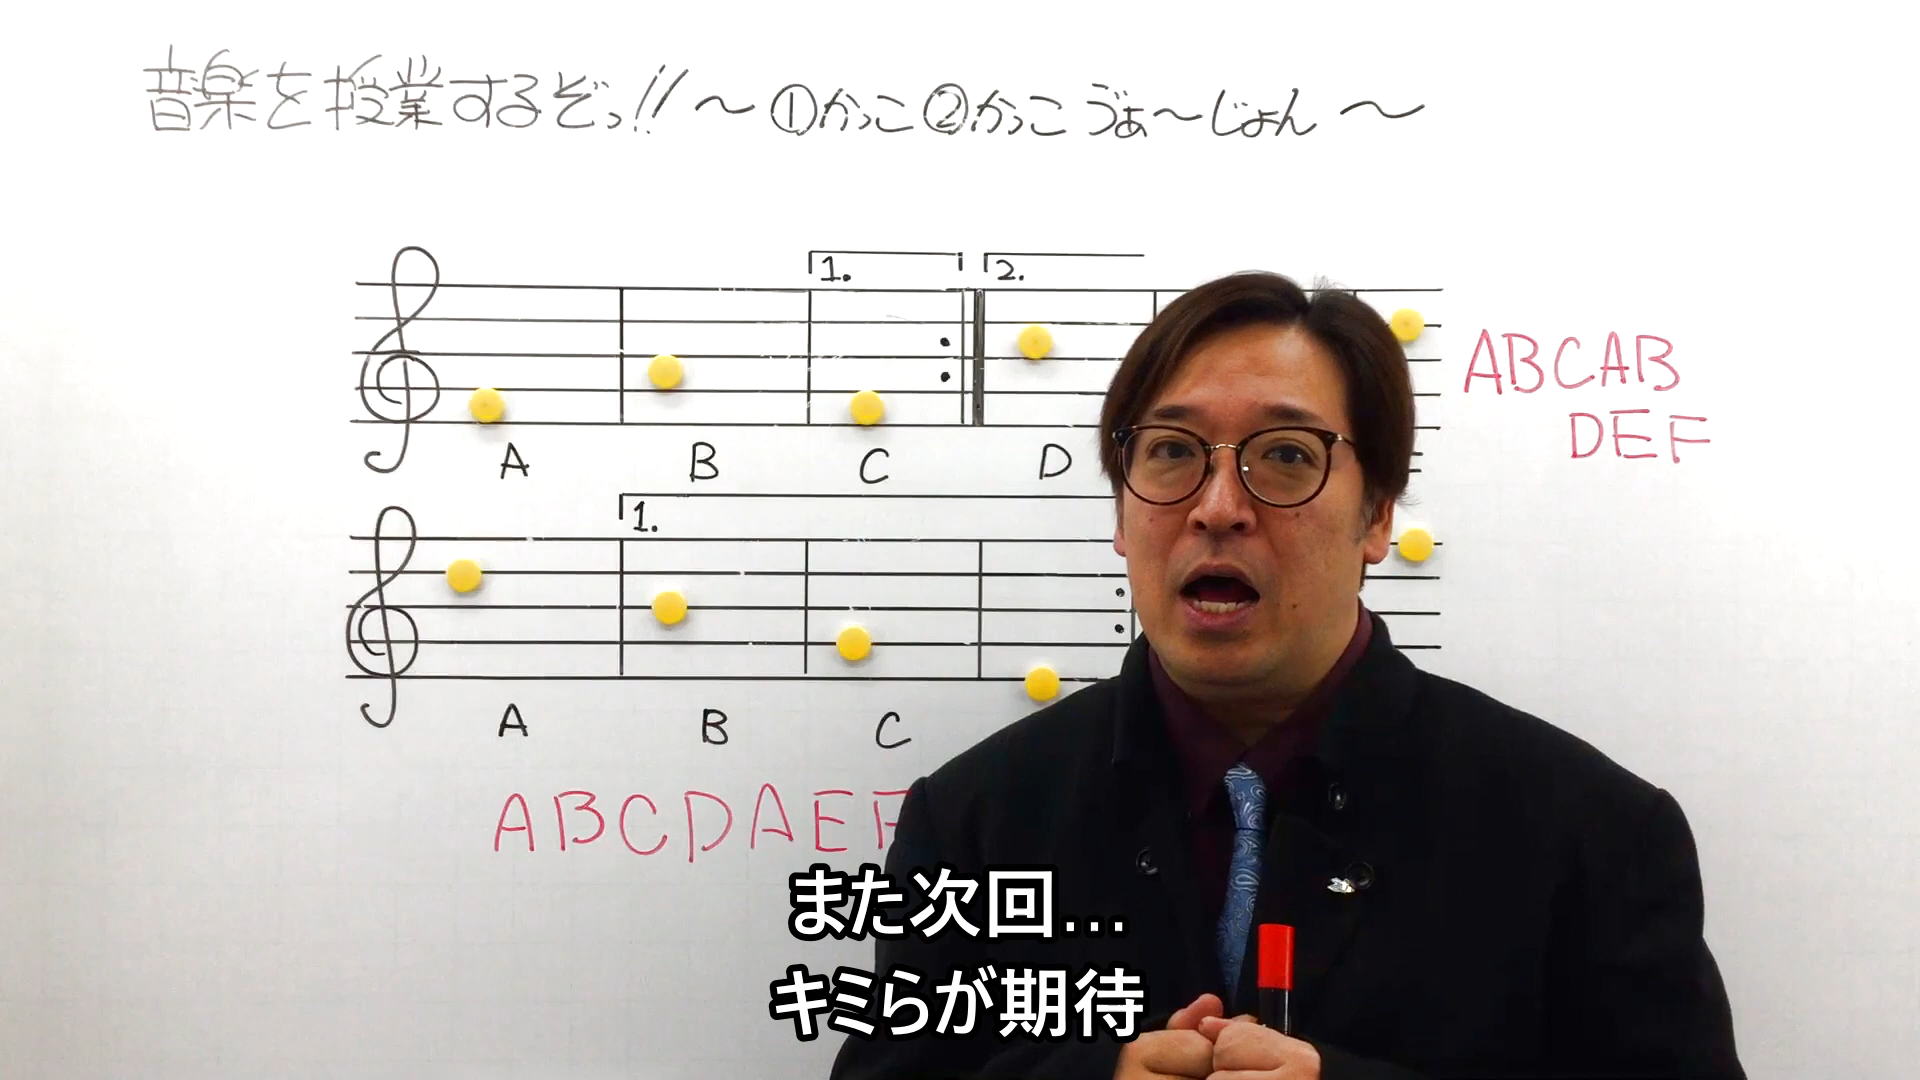 音楽を授業するぞっ!!～①かっこ②かっこ ゔぁ～じょん～
1. 2.
A B C D
ABCAB
DEF
1.
A B C
ABCDAEF
また次回…
キミらが期待